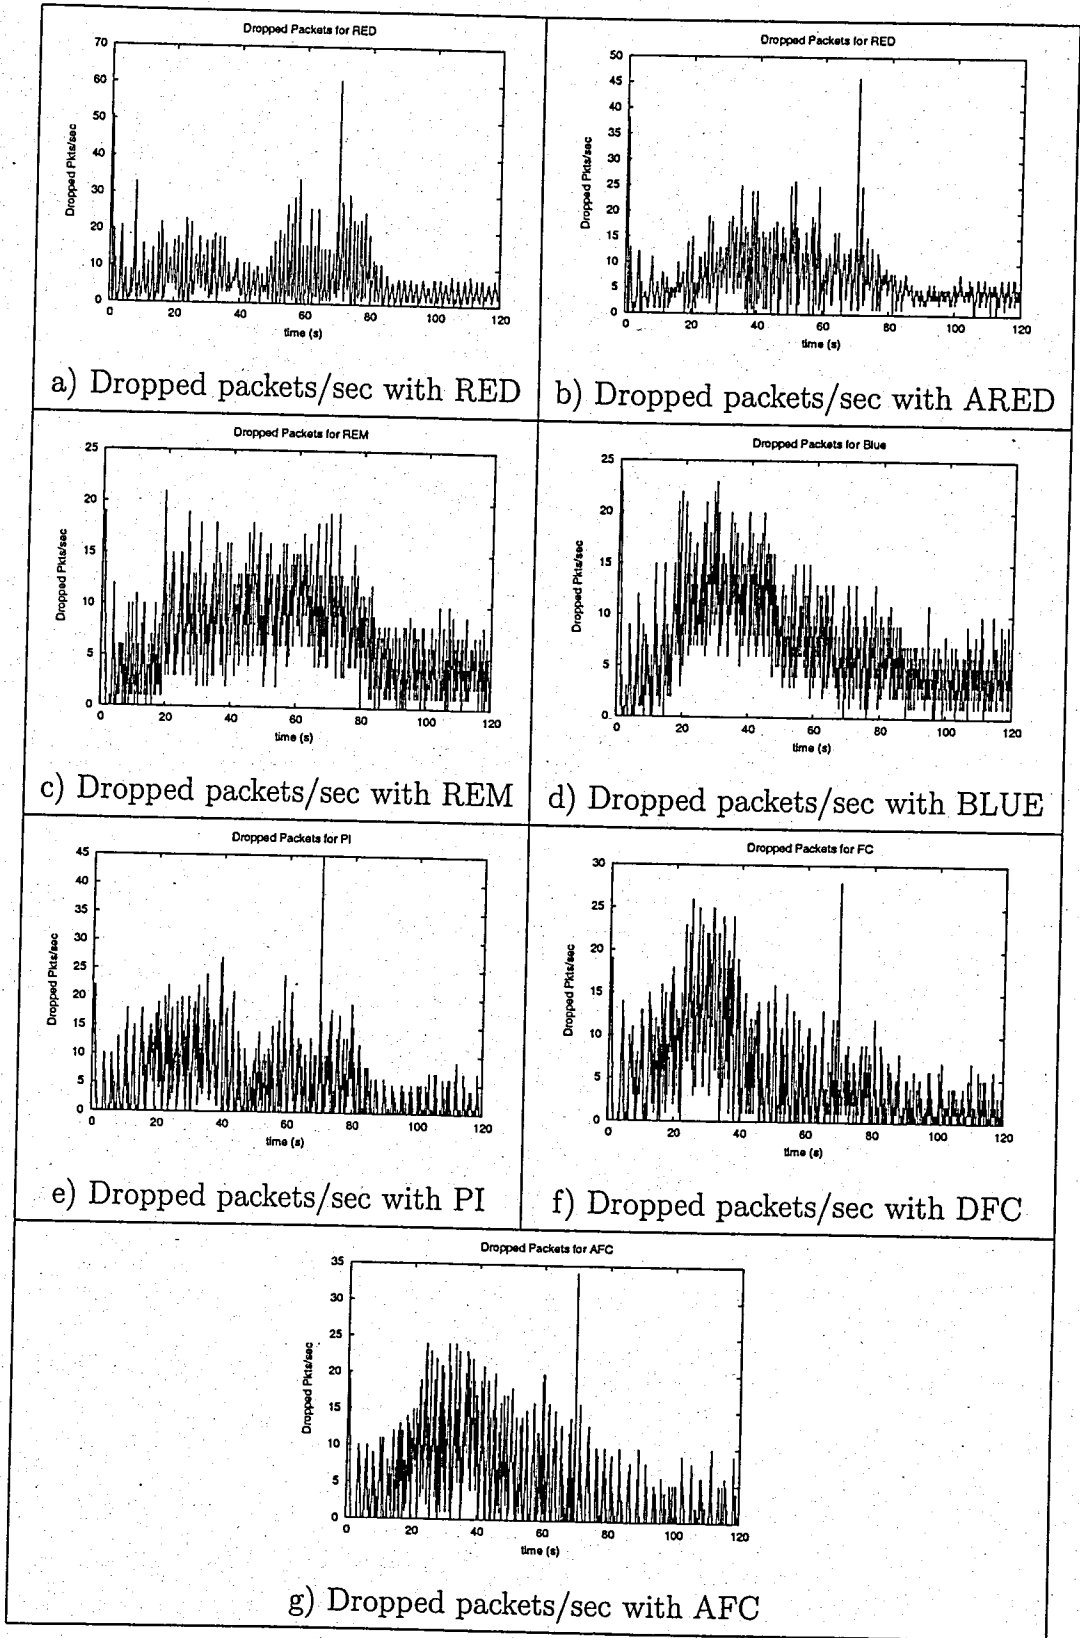 Dropped Packets for RED
70
60
50
40
30
20
10
0
Dropped Pkts/sec
0 20 40 60 80 100 120
time (s)
a) Dropped packets/sec with RED
Dropped Packets for RED
50
45
40
35
30
25
20
15
10
5
0
Dropped Pkts/sec
0 20 40 60 80 100 120
time (s)
b) Dropped packets/sec with ARED
Dropped Packets for REM
25
20
15
10
5
0
Dropped Pkts/sec
0 20 40 60 80 100 120
time (s)
c) Dropped packets/sec with REM
Dropped Packets for Blue
25
20
15
10
5
0
Dropped Pkts/sec
0 20 40 60 80 100 120
time (s)
d) Dropped packets/sec with BLUE
Dropped Packets for PI
45
40
35
30
25
20
15
10
5
0
Dropped Pkts/sec
0 20 40 60 80 100 120
time (s)
e) Dropped packets/sec with PI
Dropped Packets for FC
30
25
20
15
10
5
0
Dropped Pkts/sec
0 20 40 60 80 100 120
time (s)
f) Dropped packets/sec with DFC
Dropped Packets for AFC
35
30
25
20
15
10
5
0
Dropped Pkts/sec
0 20 40 60 80 100 120
time (s)
g) Dropped packets/sec with AFC